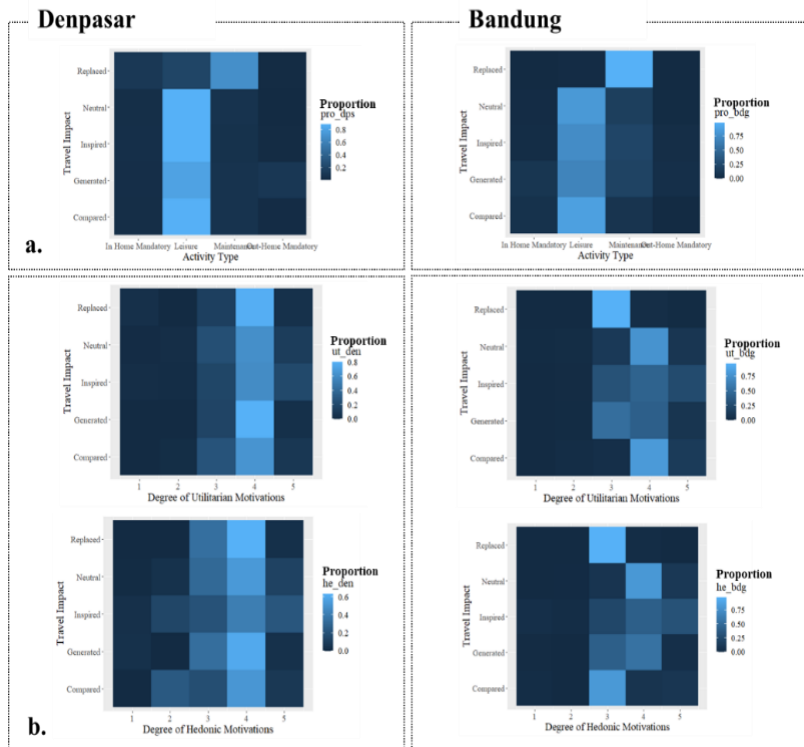 Denpasar
Bandung
Travel Impact
Replaced
Neutral
Inspired
Generated
Compared
In Home Mandatory Leisure Maintenance Out-Home Mandatory
Activity Type
Proportion
pro_dps
0.8
0.6
0.4
0.2
a.
Travel Impact
Replaced
Neutral
Inspired
Generated
Compared
In Home Mandatory Leisure Maintenance Out-Home Mandatory
Activity Type
Proportion
pro_bdg
0.75
0.50
0.25
0.00
Travel Impact
Replaced
Neutral
Inspired
Generated
Compared
1 2 3 4 5
Degree of Utilitarian Motivations
Proportion
ut_den
0.8
0.6
0.4
0.2
0.0
Travel Impact
Replaced
Neutral
Inspired
Generated
Compared
1 2 3 4 5
Degree of Utilitarian Motivations
Proportion
ut_bdg
0.75
0.50
0.25
0.00
Travel Impact
Replaced
Neutral
Inspired
Generated
Compared
1 2 3 4 5
Degree of Hedonic Motivations
Proportion
he_den
0.6
0.4
0.2
0.0
b.
Travel Impact
Replaced
Neutral
Inspired
Generated
Compared
1 2 3 4 5
Degree of Hedonic Motivations
Proportion
he_bdg
0.75
0.50
0.25
0.00